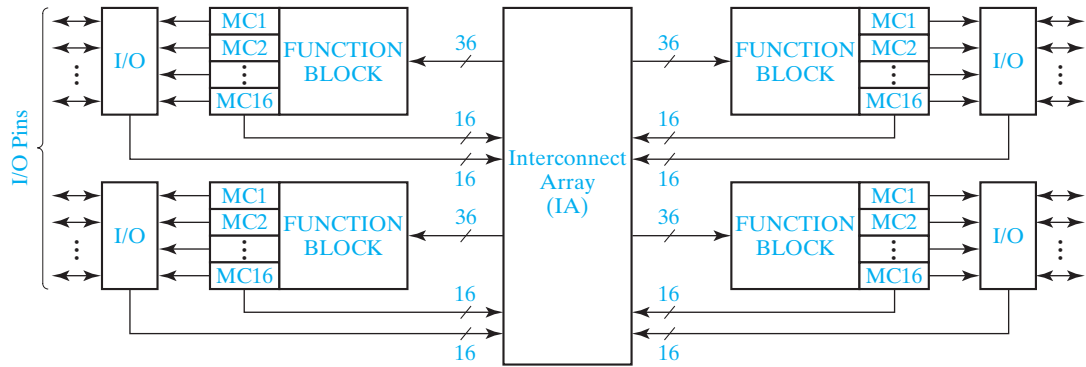 I/O Pins
I/O
MC1
MC2
MC16
FUNCTION
BLOCK
36
16
16
I/O
MC1
MC2
MC16
FUNCTION
BLOCK
36
16
16
Interconnect
Array
(IA)
36
FUNCTION
BLOCK
MC1
MC2
MC16
I/O
16
16
36
FUNCTION
BLOCK
MC1
MC2
MC16
I/O
16
16